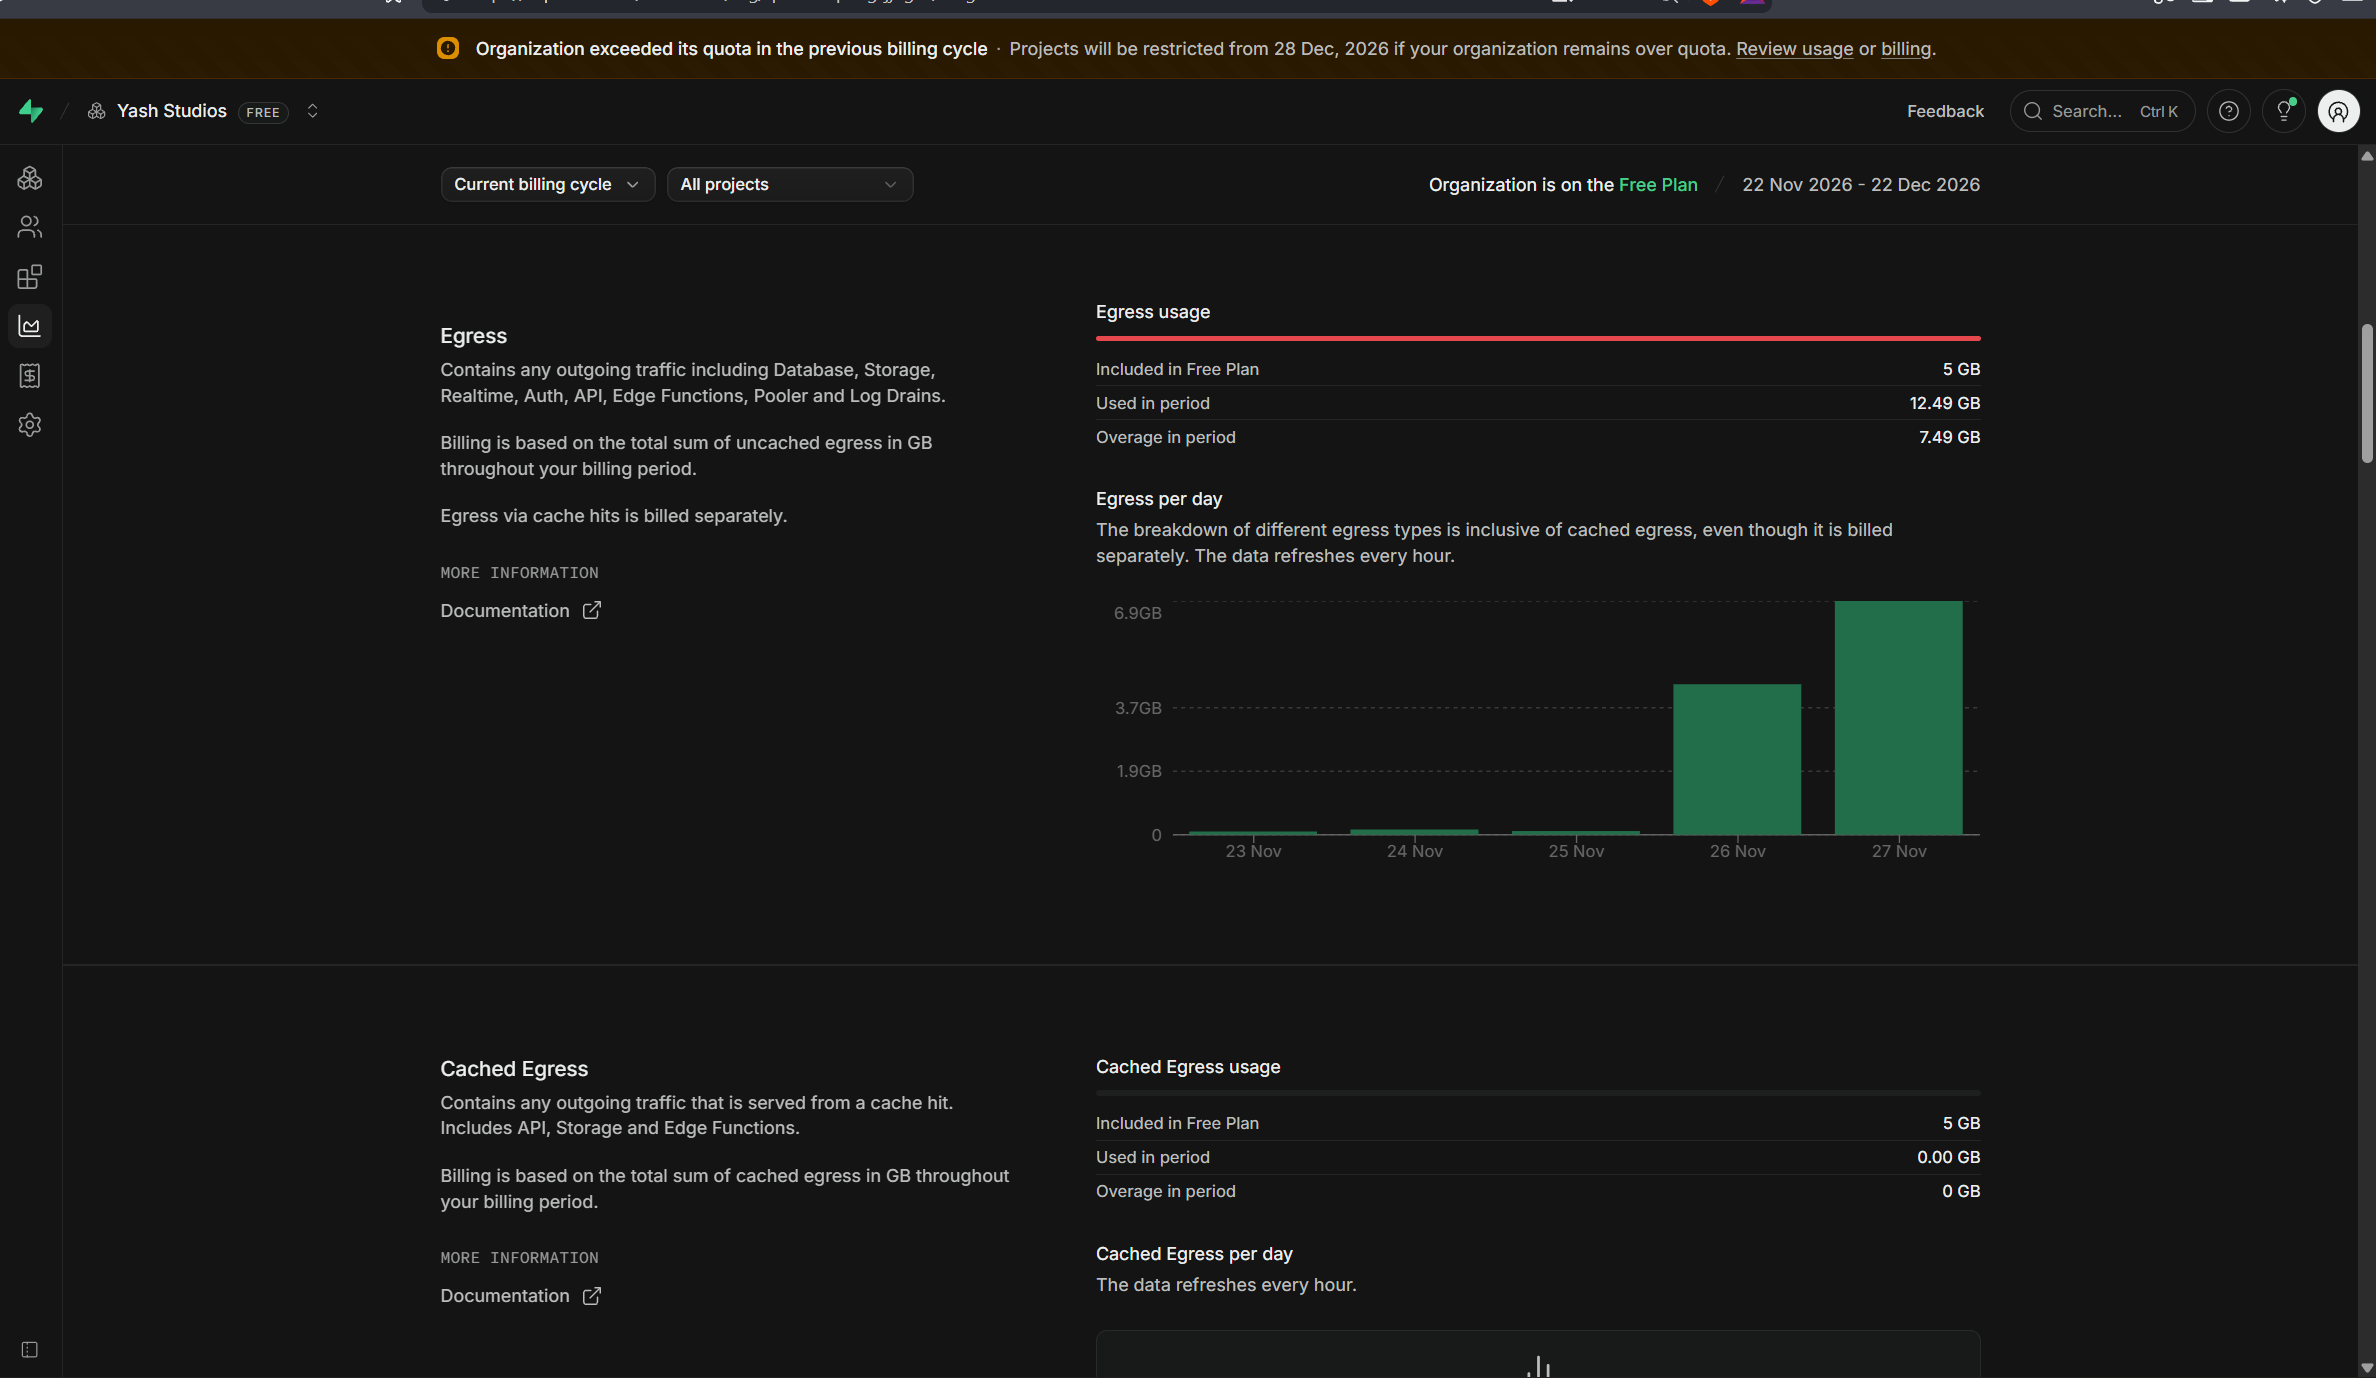 Organization exceeded its quota in the previous billing cycle · Projects will be restricted from 28 Dec, 2026 if your organization remains over quota. Review usage or billing.
Yash Studios FREE
Feedback
Search... Ctrl K
Current billing cycle
All projects
Organization is on the Free Plan / 22 Nov 2026 - 22 Dec 2026
Egress
Contains any outgoing traffic including Database, Storage,
Realtime, Auth, API, Edge Functions, Pooler and Log Drains.
Billing is based on the total sum of uncached egress in GB
throughout your billing period.
Egress via cache hits is billed separately.
MORE INFORMATION
Documentation
Egress usage
Included in Free Plan 5 GB
Used in period 12.49 GB
Overage in period 7.49 GB
Egress per day
The breakdown of different egress types is inclusive of cached egress, even though it is billed
separately. The data refreshes every hour.
6.9GB
3.7GB
1.9GB
0
23 Nov 24 Nov 25 Nov 26 Nov 27 Nov
Cached Egress
Contains any outgoing traffic that is served from a cache hit.
Includes API, Storage and Edge Functions.
Billing is based on the total sum of cached egress in GB throughout
your billing period.
MORE INFORMATION
Documentation
Cached Egress usage
Included in Free Plan 5 GB
Used in period 0.00 GB
Overage in period 0 GB
Cached Egress per day
The data refreshes every hour.